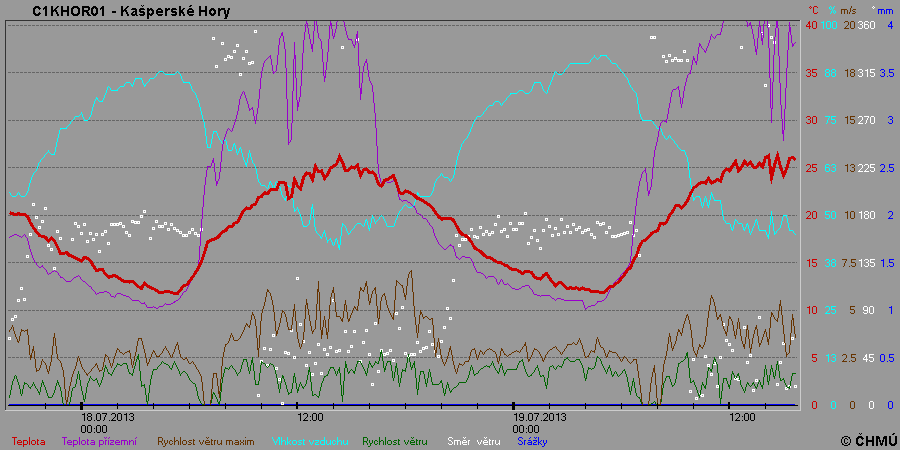 C1KHOR01 - Kašperské Hory
°C % m/s ° mm
40 100 20 360 4
35 88 18 315 3.5
30 75 15 270 3
25 63 13 225 2.5
20 50 10 180 2
15 38 7.5 135 1.5
10 25 5 90 1
5 13 2.5 45 0.5
0 0 0 0 0
18.07.2013 12:00 19.07.2013 12:00
00:00 00:00
Teplota Teplota přízemní Rychlost větru maxim Vlhkost vzduchu Rychlost větru Směr větru Srážky © ČHMÚ